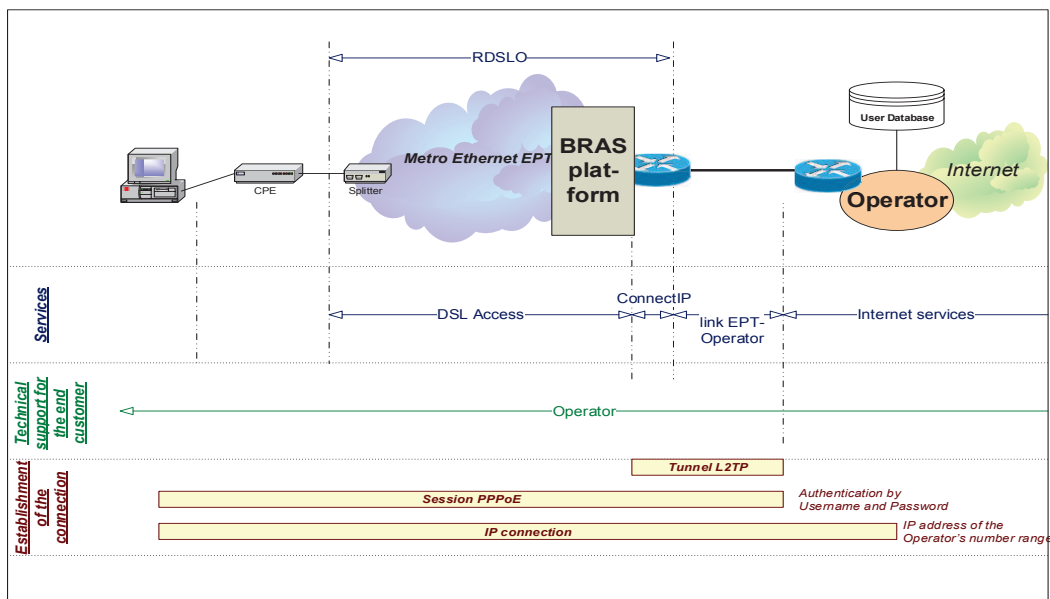 RDSLO
User Database
Metro Ethernet EPT
BRAS
plat-
form
Internet
CPE
Splitter
Operator
Services
ConnectIP
DSL Access
link EPT-
Operator
Internet services
Technical
support for
the end
customer
Operator
Establishment
of the
connection
Tunnel L2TP
Session PPPoE
Authentication by
Username and Password
IP connection
IP address of the
Operator's number range